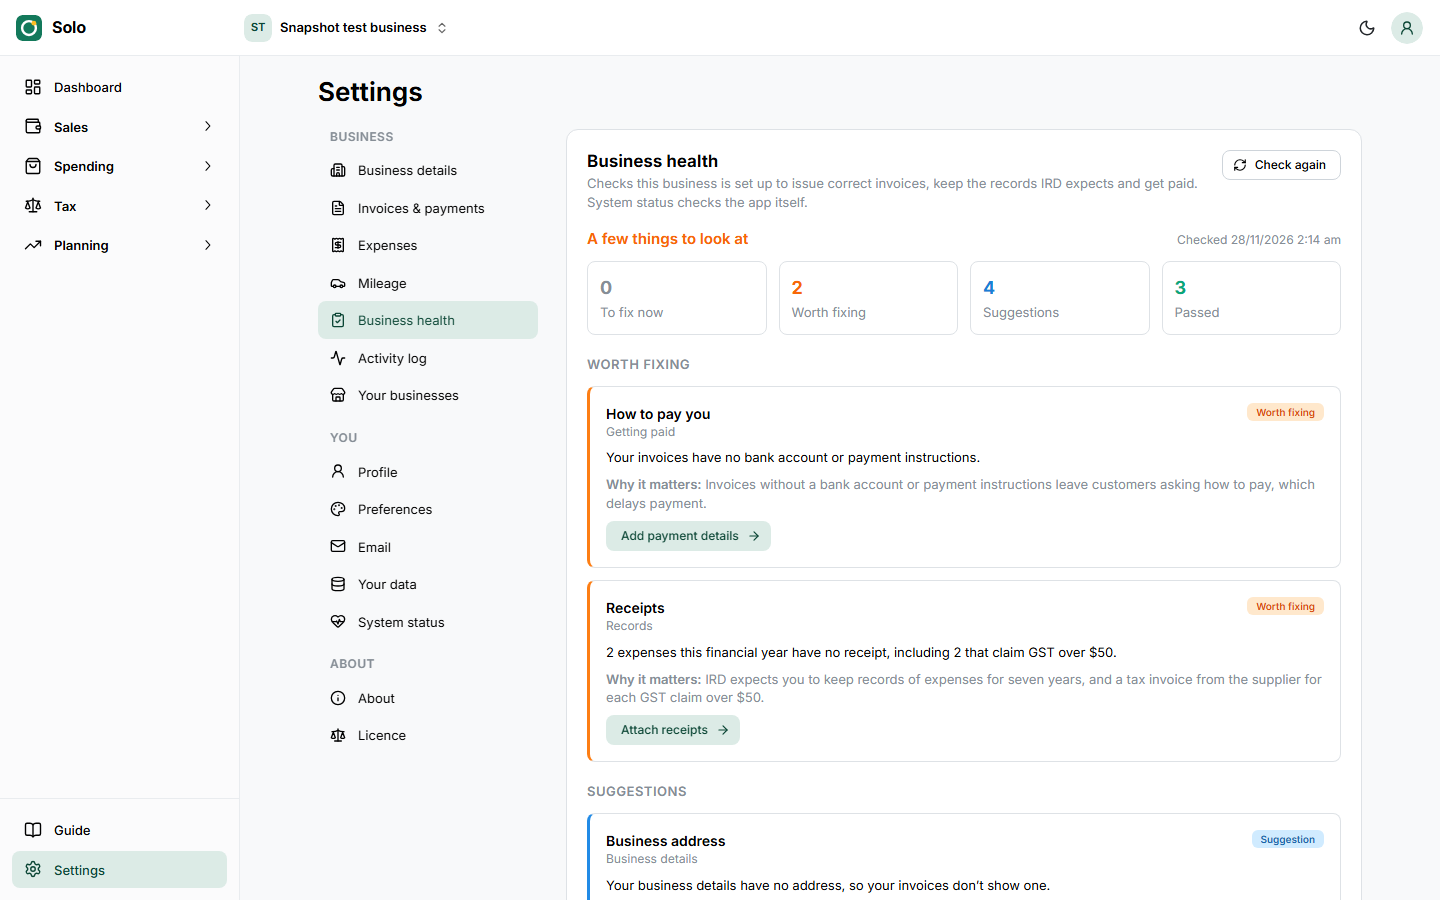 Solo
ST Snapshot test business
Dashboard
Sales
Spending
Tax
Planning
Guide
Settings
Settings
BUSINESS
Business details
Invoices & payments
Expenses
Mileage
Business health
Activity log
Your businesses
YOU
Profile
Preferences
Email
Your data
System status
ABOUT
About
Licence
Business health
Check again
Checks this business is set up to issue correct invoices, keep the records IRD expects and get paid.
System status checks the app itself.
A few things to look at
Checked 28/11/2026 2:14 am
0
To fix now
2
Worth fixing
4
Suggestions
3
Passed
WORTH FIXING
How to pay you
Worth fixing
Getting paid
Your invoices have no bank account or payment instructions.
Why it matters: Invoices without a bank account or payment instructions leave customers asking how to pay, which
delays payment.
Add payment details
Receipts
Worth fixing
Records
2 expenses this financial year have no receipt, including 2 that claim GST over $50.
Why it matters: IRD expects you to keep records of expenses for seven years, and a tax invoice from the supplier for
each GST claim over $50.
Attach receipts
SUGGESTIONS
Business address
Suggestion
Business details
Your business details have no address, so your invoices don’t show one.